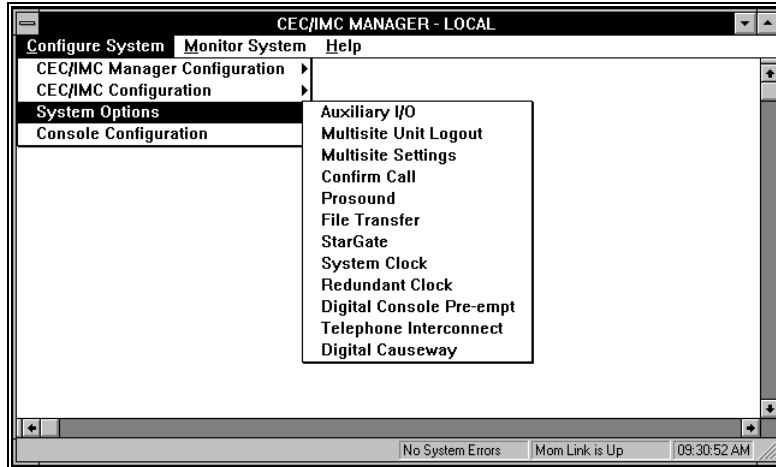 CEC/IMC MANAGER - LOCAL
Configure System Monitor System Help
CEC/IMC Manager Configuration
CEC/IMC Configuration
System Options
Console Configuration
Auxiliary I/O
Multisite Unit Logout
Multisite Settings
Confirm Call
Prosound
File Transfer
StarGate
System Clock
Redundant Clock
Digital Console Pre-empt
Telephone Interconnect
Digital Causeway
No System Errors Mom Link is Up 09:30:52 AM